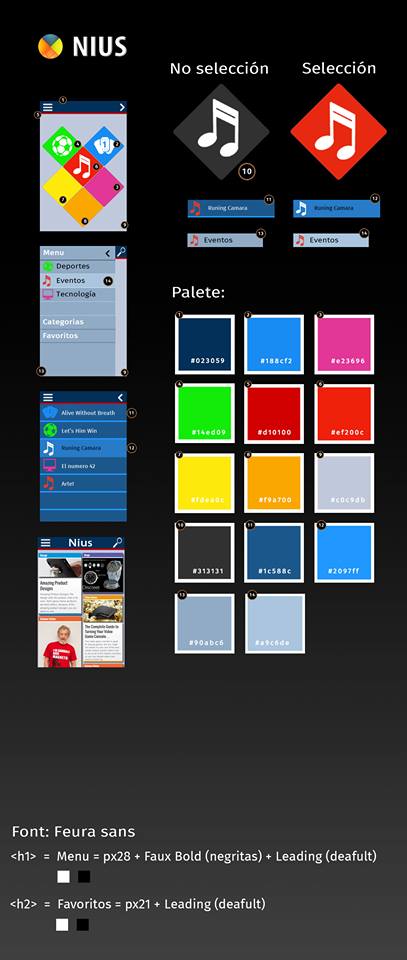 NIUS
No selección
Selección
1
5
4
2
6
7
3
8
9
10
Runing Camara
11
Runing Camara
12
Eventos
13
Eventos
14
Menu
Deportes
Eventos
14
Tecnología
Categorias
Favoritos
13
9
Alive Without Breath
11
Let's Him Win
Runing Camara
12
El numero 42
Arte!
Nius
Amazing Product
Designs
The Complete Guide to
Turning Your Video
Game Console
Palete:
1
#023059
2
#188cf2
3
#e23696
4
#14ed09
5
#d10100
6
#ef200c
7
#fdea0c
8
#f9a700
9
#c0c9db
10
#313131
11
#1c588c
12
#2097ff
13
#90abc6
14
#a9c6de
Font: Feura sans
<h1> = Menu = px28 + Faux Bold (negritas) + Leading (deafult)
<h2> = Favoritos = px21 + Leading (deafult)